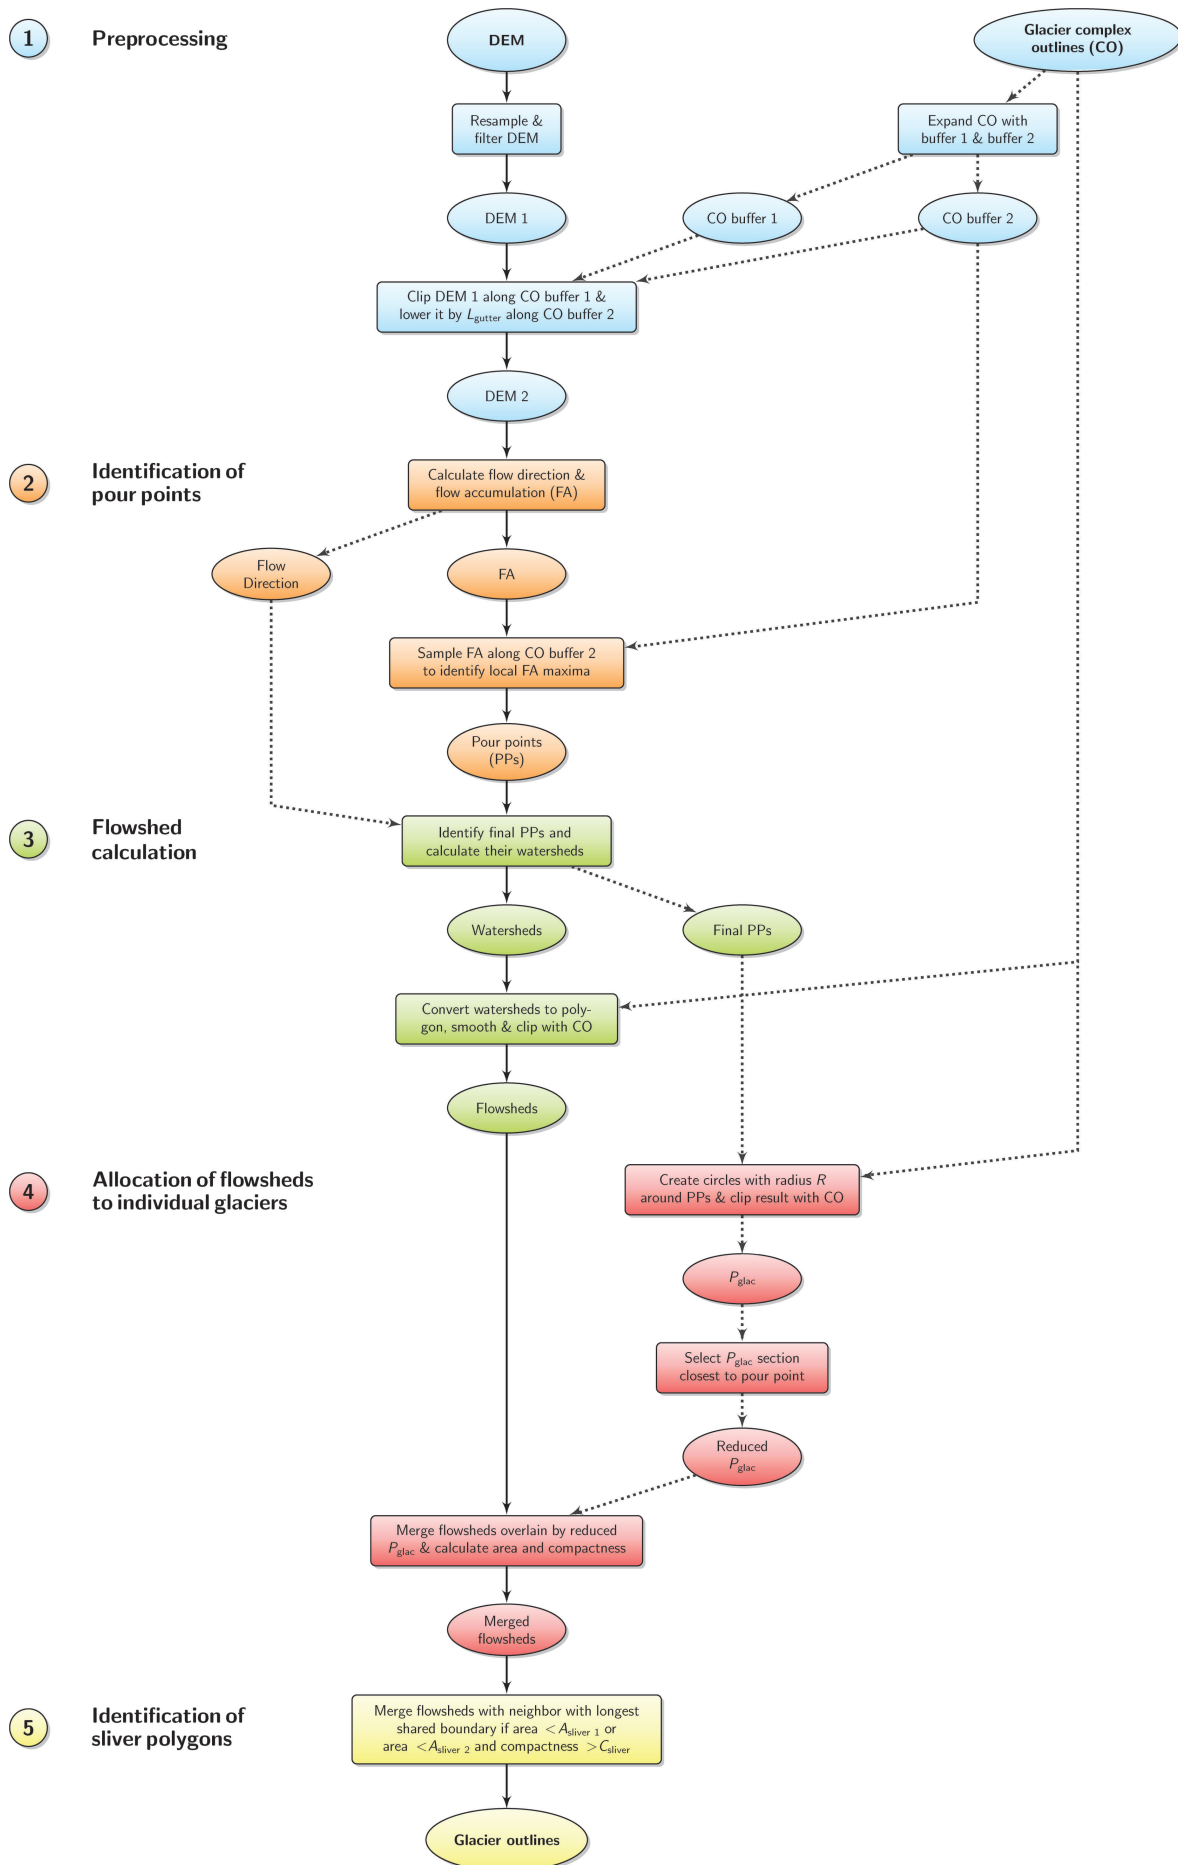 1
Preprocessing
DEM
Glacier complex
outlines (CO)
Resample &
filter DEM
Expand CO with
buffer 1 & buffer 2
DEM 1
CO buffer 1
CO buffer 2
Clip DEM 1 along CO buffer 1 &
lower it by Lgutter along CO buffer 2
DEM 2
2
Identification of
pour points
Calculate flow direction &
flow accumulation (FA)
Flow
Direction
FA
Sample FA along CO buffer 2
to identify local FA maxima
Pour points
(PPs)
3
Flowshed
calculation
Identify final PPs and
calculate their watersheds
Watersheds
Final PPs
Convert watersheds to poly-
gon, smooth & clip with CO
Flowsheds
4
Allocation of flowsheds
to individual glaciers
Create circles with radius R
around PPs & clip result with CO
Pglac
Select Pglac section
closest to pour point
Reduced
Pglac
Merge flowsheds overlain by reduced
Pglac & calculate area and compactness
Merged
flowsheds
5
Identification of
sliver polygons
Merge flowsheds with neighbor with longest
shared boundary if area < Asliver 1 or
area < Asliver 2 and compactness > Csliver
Glacier outlines